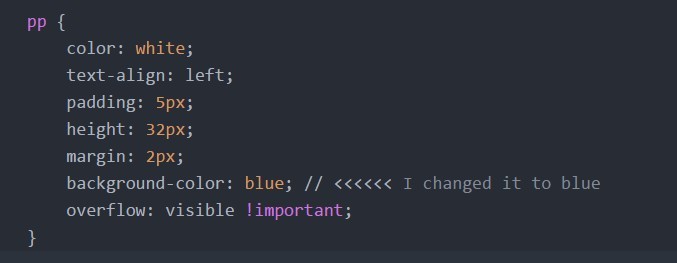 pp {
    color: white;
    text-align: left;
    padding: 5px;
    height: 32px;
    margin: 2px;
    background-color: blue; // <<<<<< I changed it to blue
    overflow: visible !important;
}